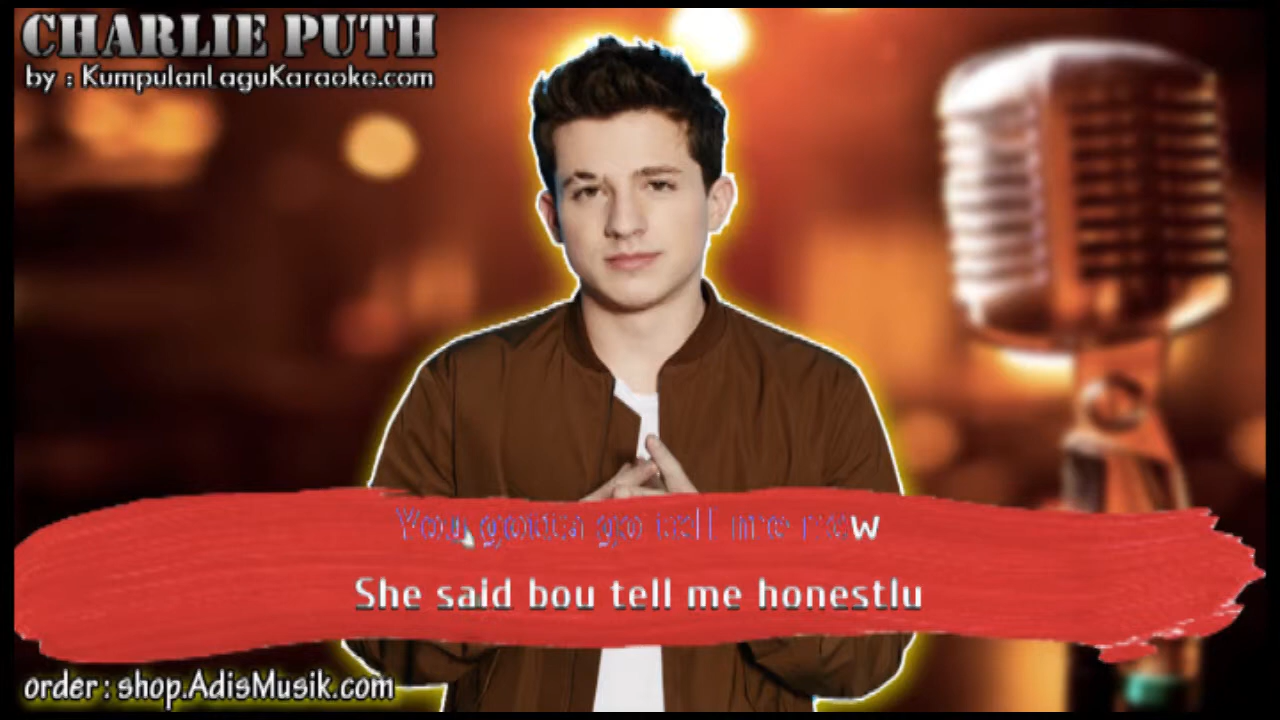 CHARLIE PUTH
by : KumpulanLaguKaraoke.com
You gotta go tell me now
She said bou tell me honestlu
order : shop.AdisMusik.com